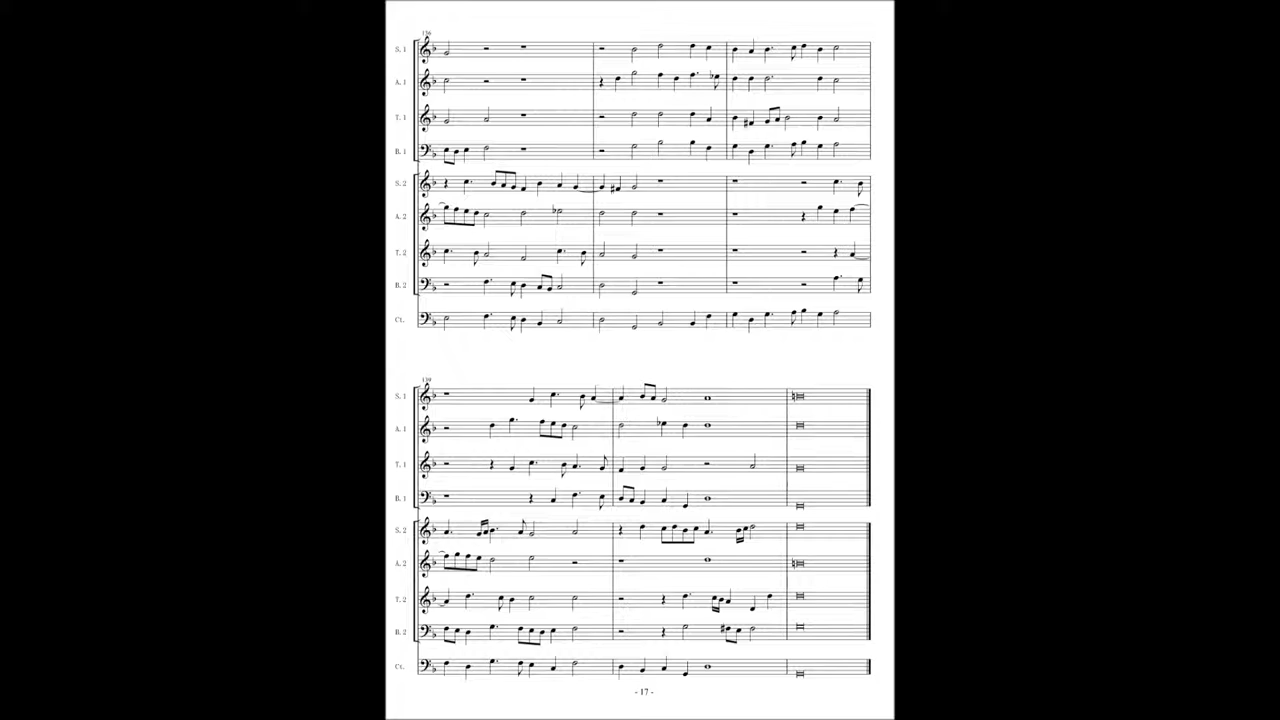 136
S. 1
A. 1
T. 1
B. 1
S. 2
A. 2
T. 2
B. 2
Ct.
139
S. 1
A. 1
T. 1
B. 1
S. 2
A. 2
T. 2
B. 2
Ct.
- 17 -